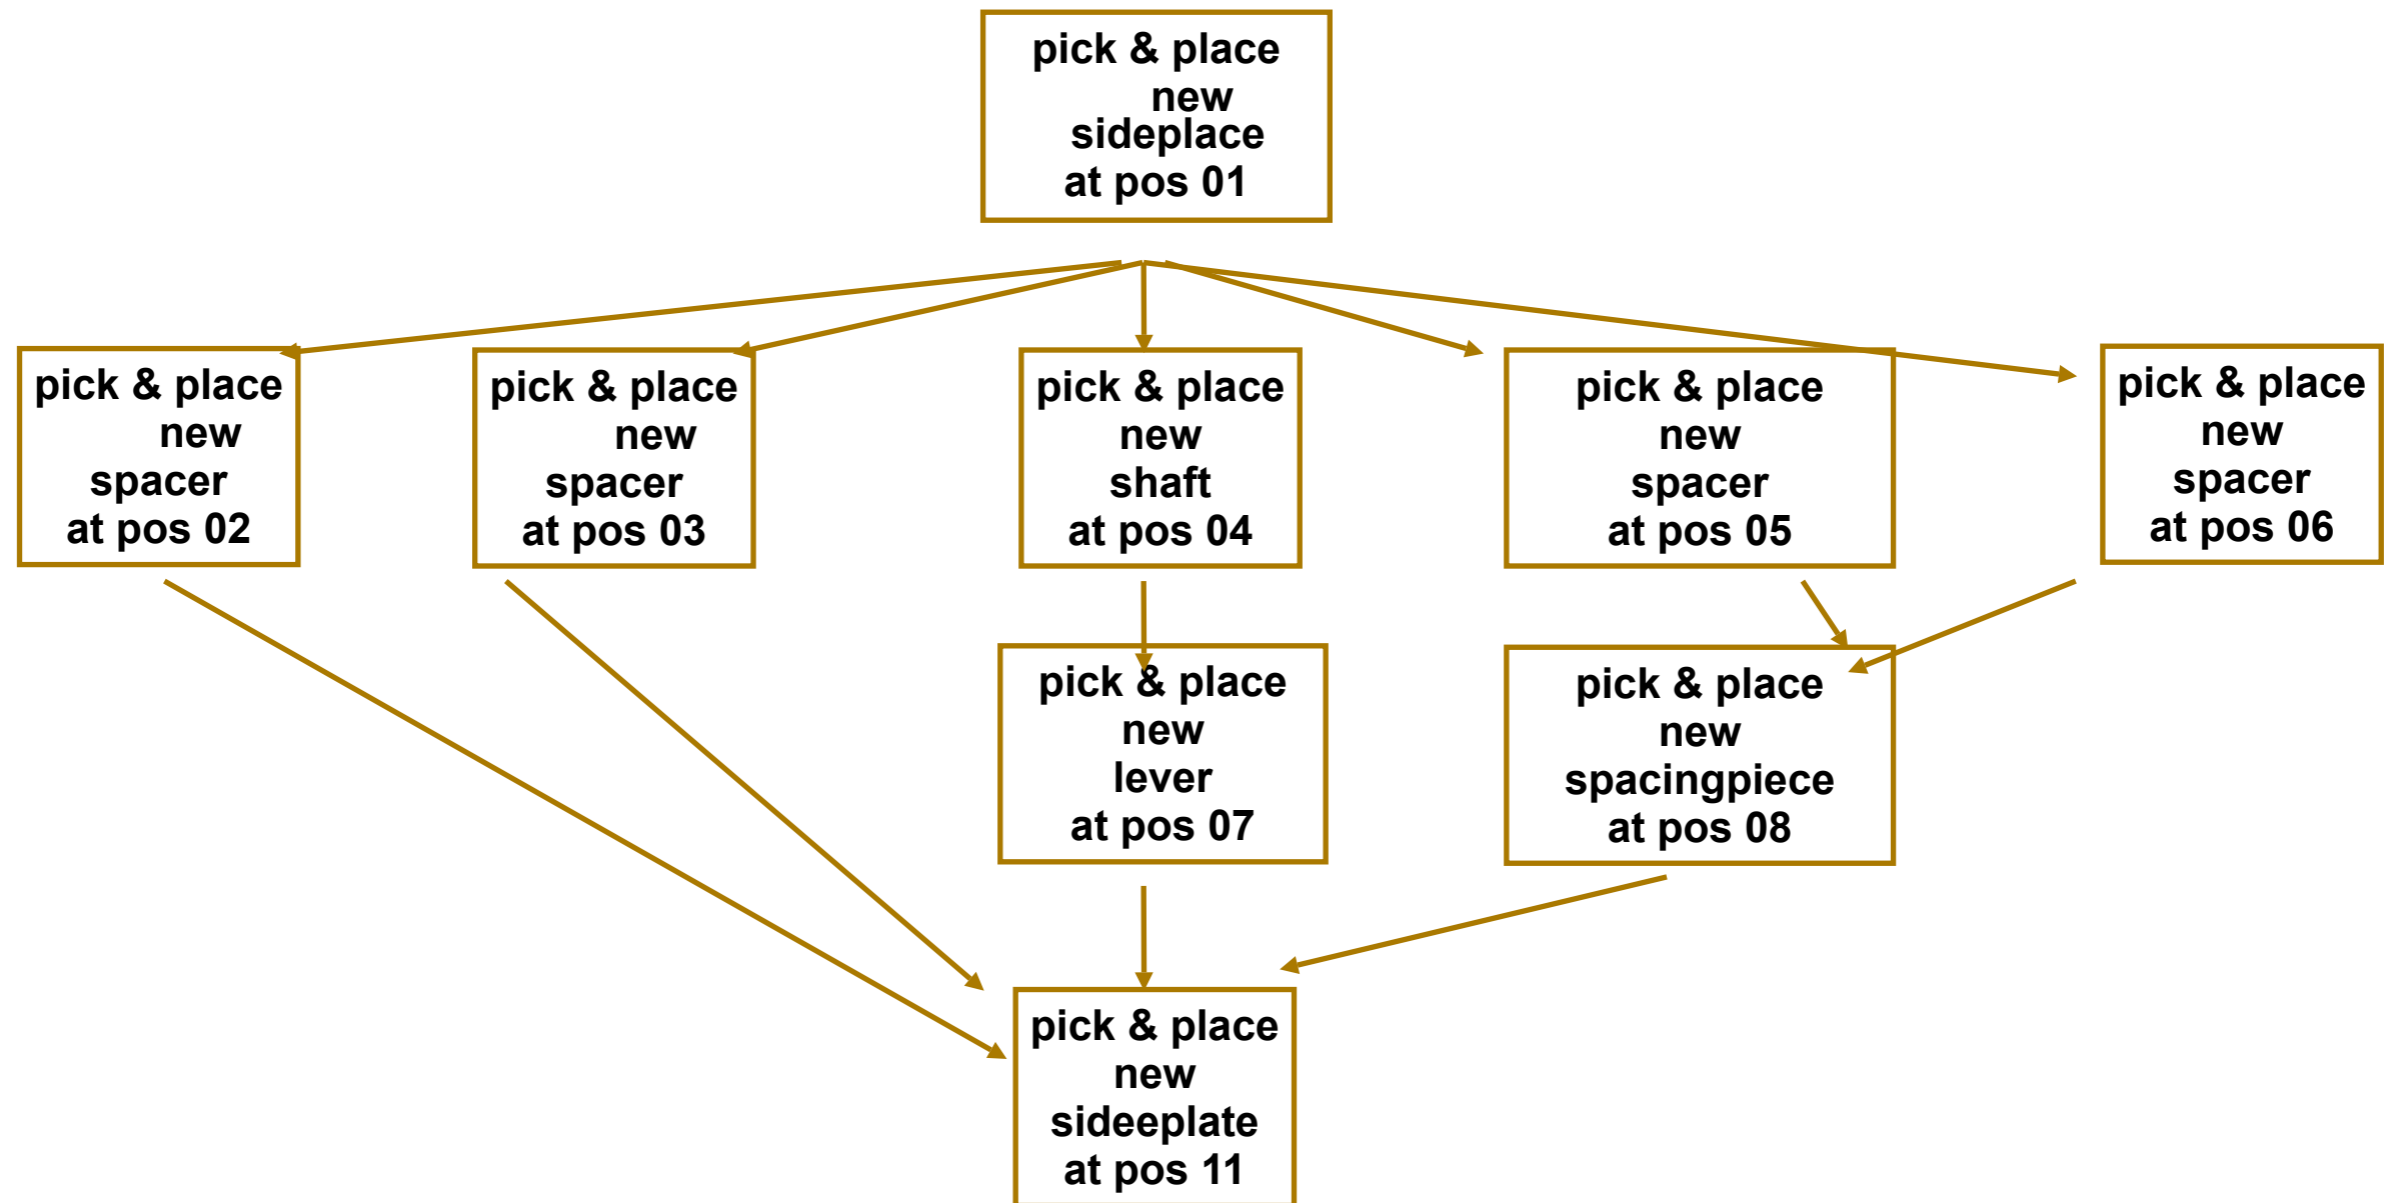 pick & place
new
sideplace
at pos 01
pick & place
new
spacer
at pos 02
pick & place
new
spacer
at pos 03
pick & place
new
shaft
at pos 04
pick & place
new
spacer
at pos 05
pick & place
new
spacer
at pos 06
pick & place
new
lever
at pos 07
pick & place
new
spacingpiece
at pos 08
pick & place
new
sideeplate
at pos 11